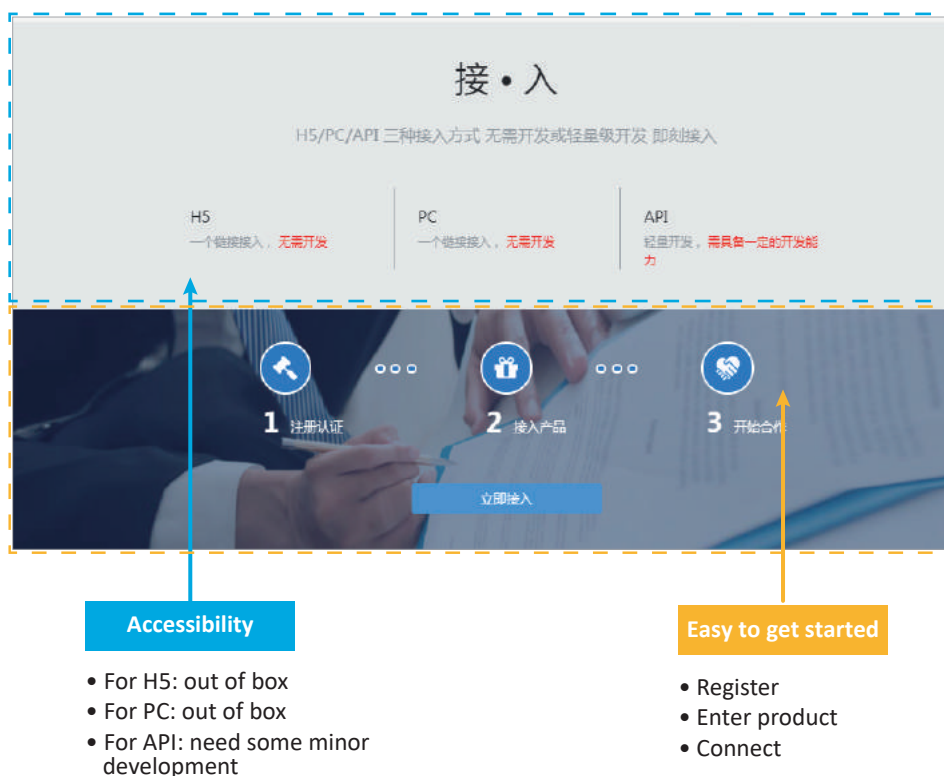 接•入
H5/PC/API 三种接入方式 无需开发或轻量级开发 即刻接入
H5
一个链接接入，无需开发
PC
一个链接接入，无需开发
API
轻量开发，需具备一定的开发能
力
1 注册认证
2 接入产品
3 开始合作
立即接入
Accessibility
• For H5: out of box
• For PC: out of box
• For API: need some minor
development
Easy to get started
• Register
• Enter product
• Connect